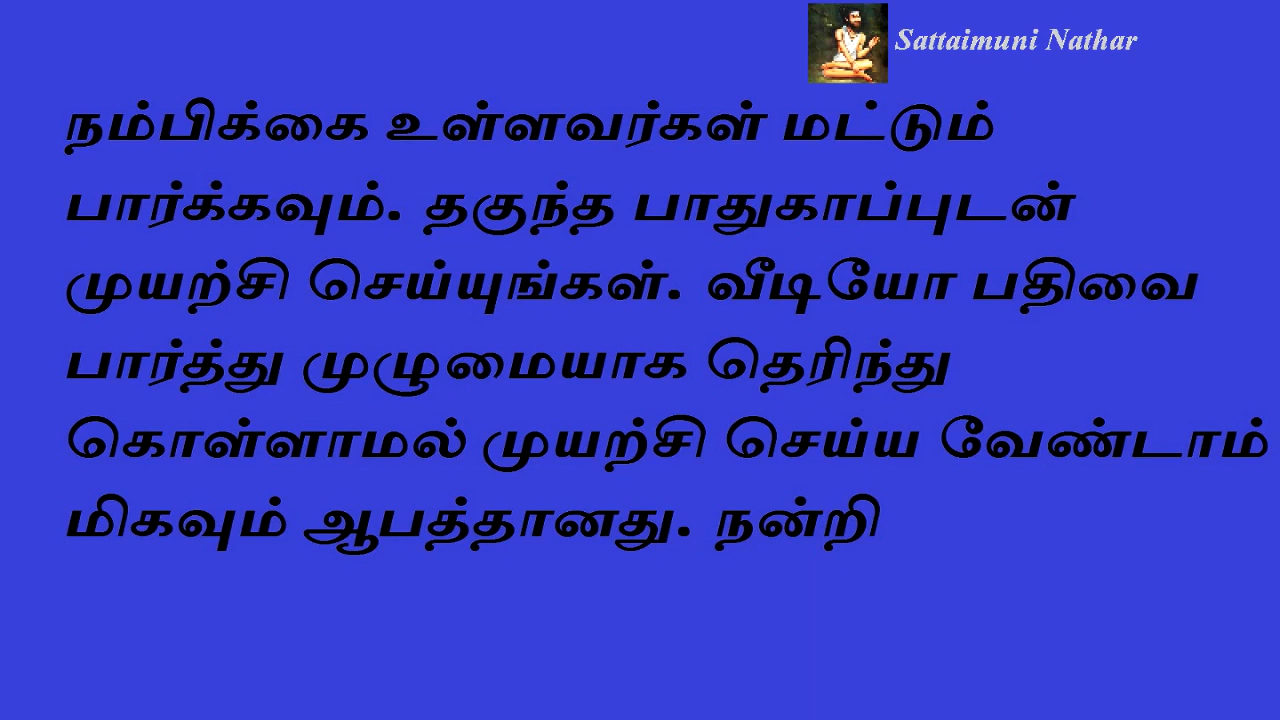 Sattaimuni Nathar
நம்பிக்கை உள்ளவர்கள் மட்டும்
பார்க்கவும். தகுந்த பாதுகாப்புடன்
முயற்சி செய்யுங்கள். வீடியோ பதிவை
பார்த்து முழுமையாக தெரிந்து
கொள்ளாமல் முயற்சி செய்ய வேண்டாம்
மிகவும் ஆபத்தானது. நன்றி